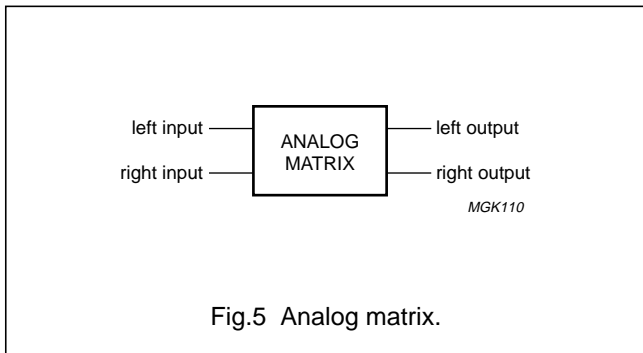 left input
ANALOG
MATRIX
left output
right input
right output
MGK110
Fig.5 Analog matrix.